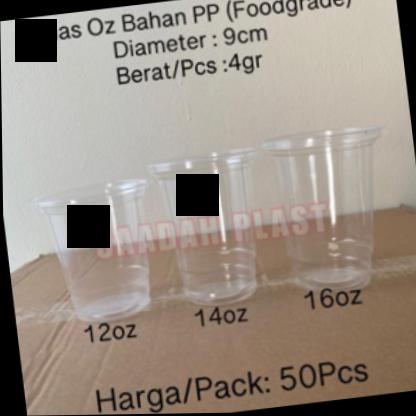 as Oz Bahan PP (Foodgrade)
Diameter : 9cm
Berat/Pcs :4gr
SAADAH PLAST
12oz
14oz
16oz
Harga/Pack: 50Pcs